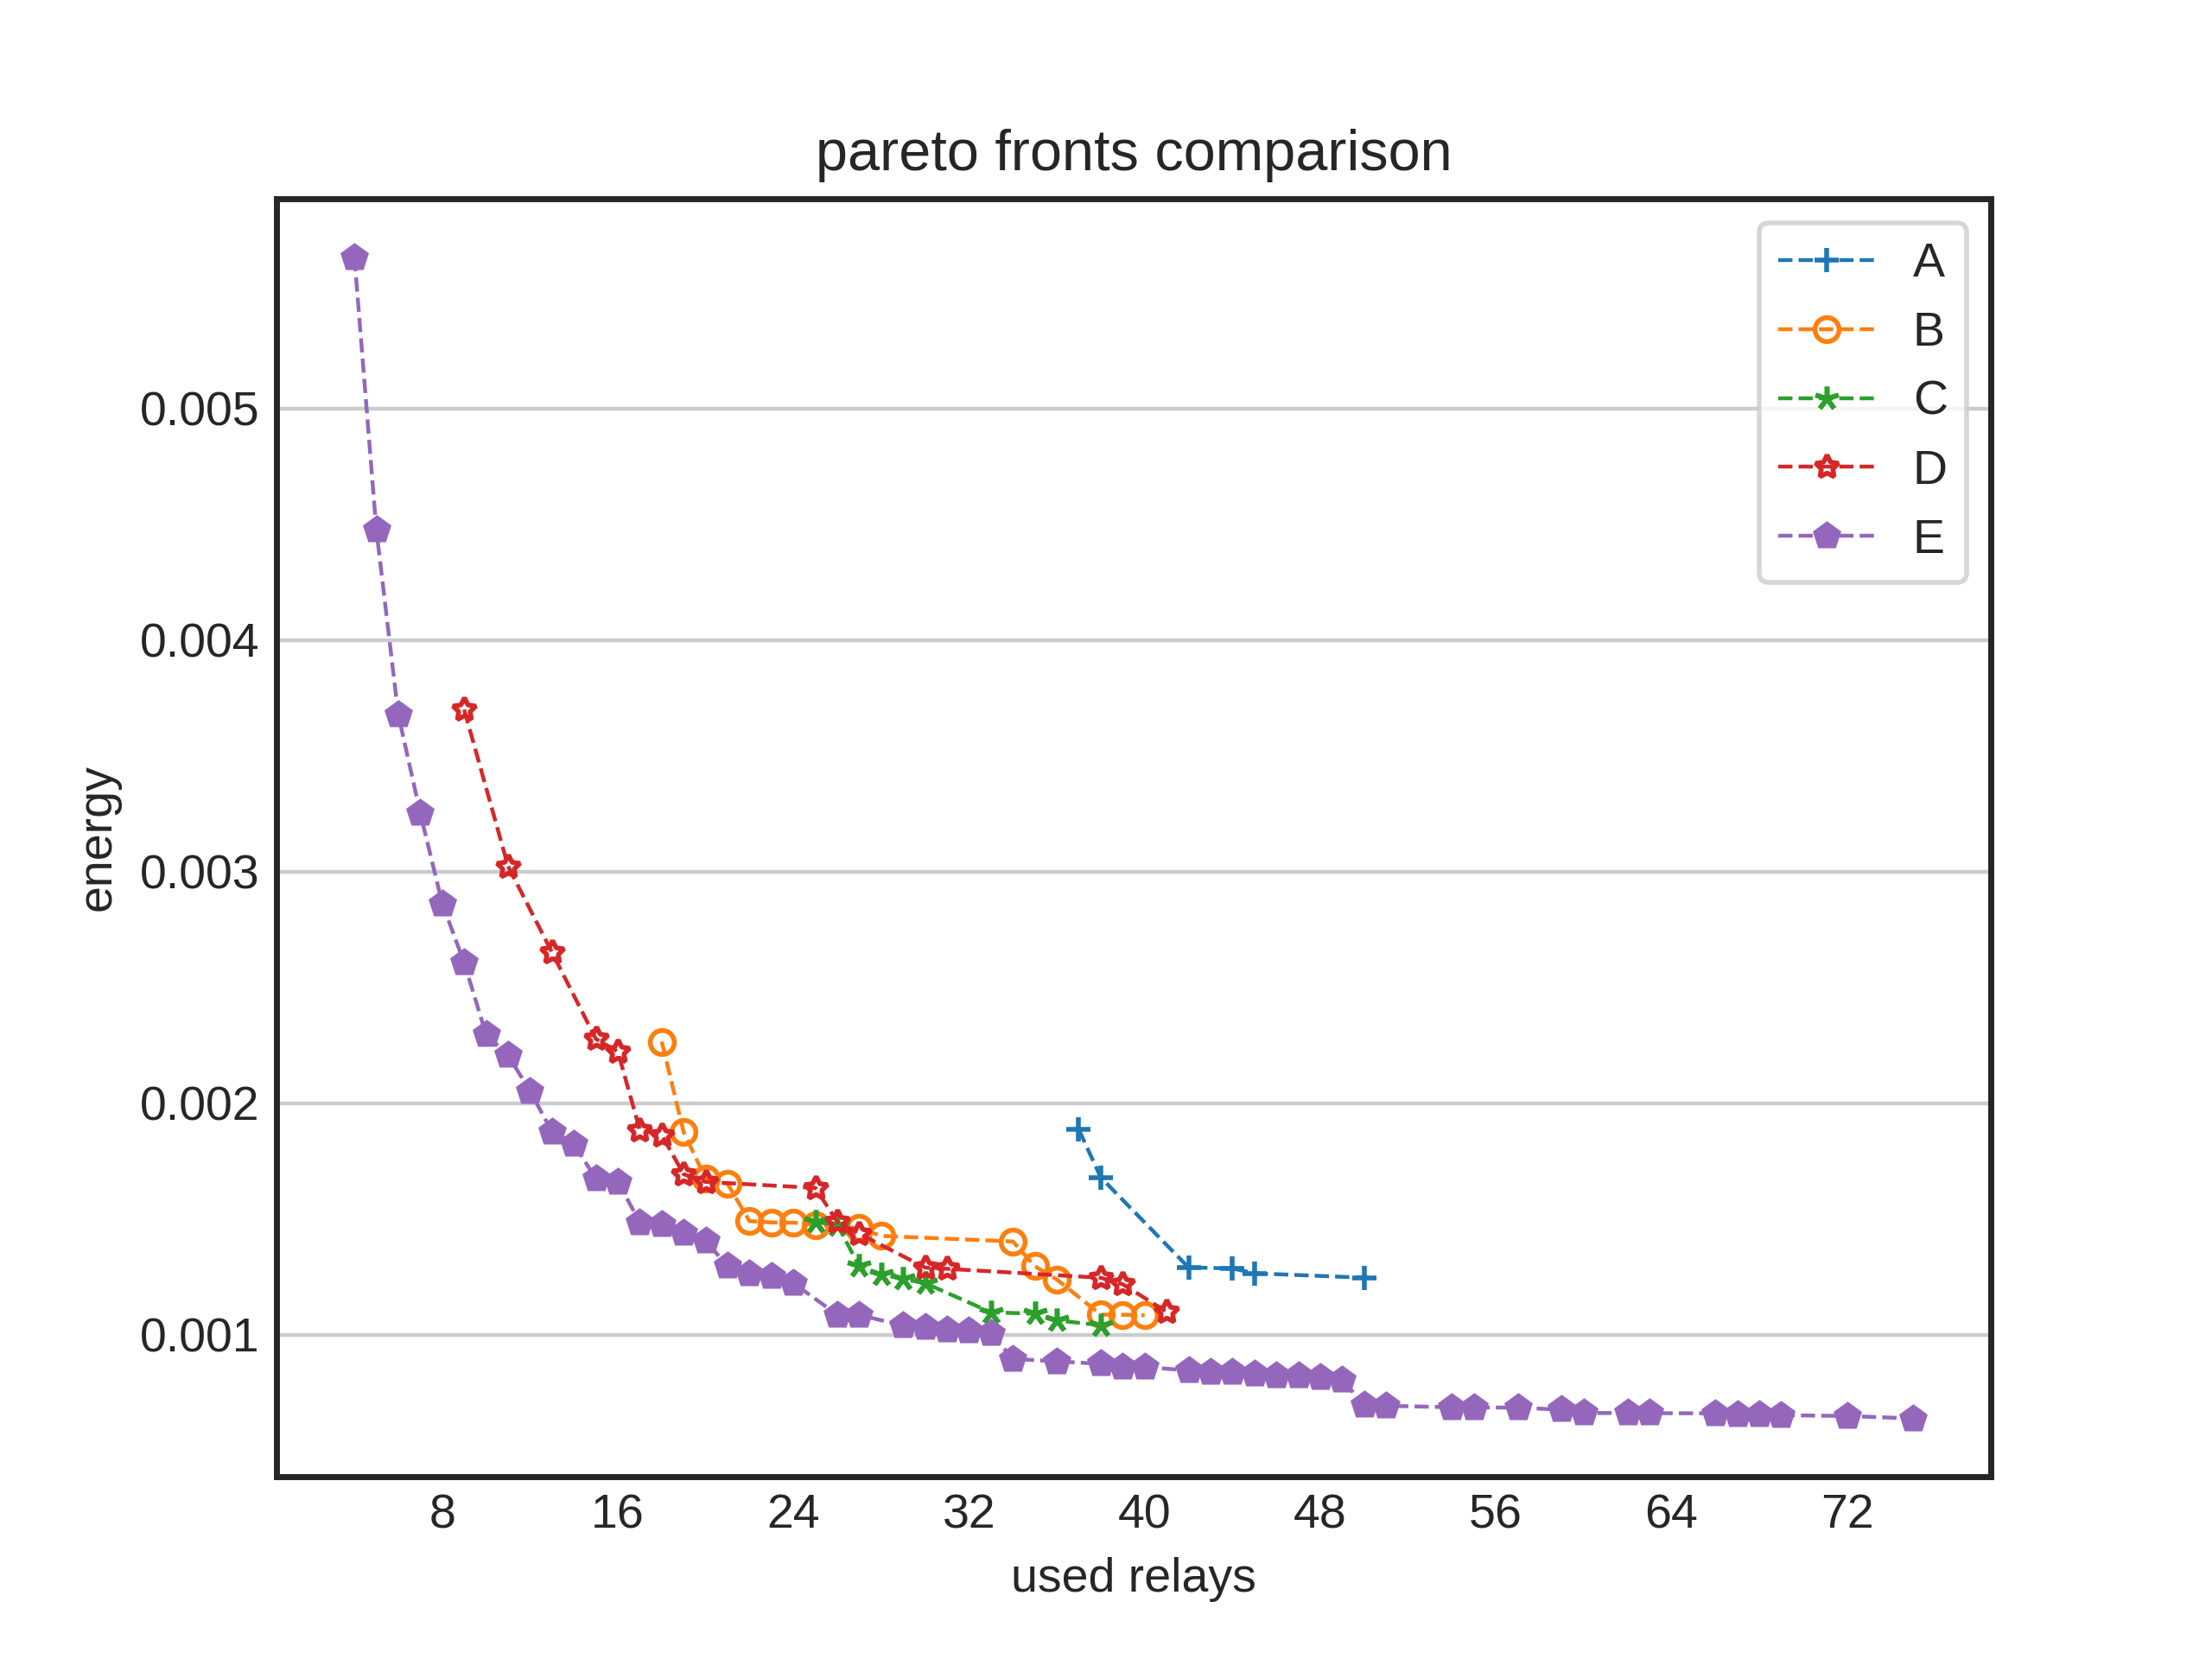 pareto fronts comparison
A
B
C
D
E
0.005
0.004
0.003
0.002
0.001
energy
8 16 24 32 40 48 56 64 72
used relays